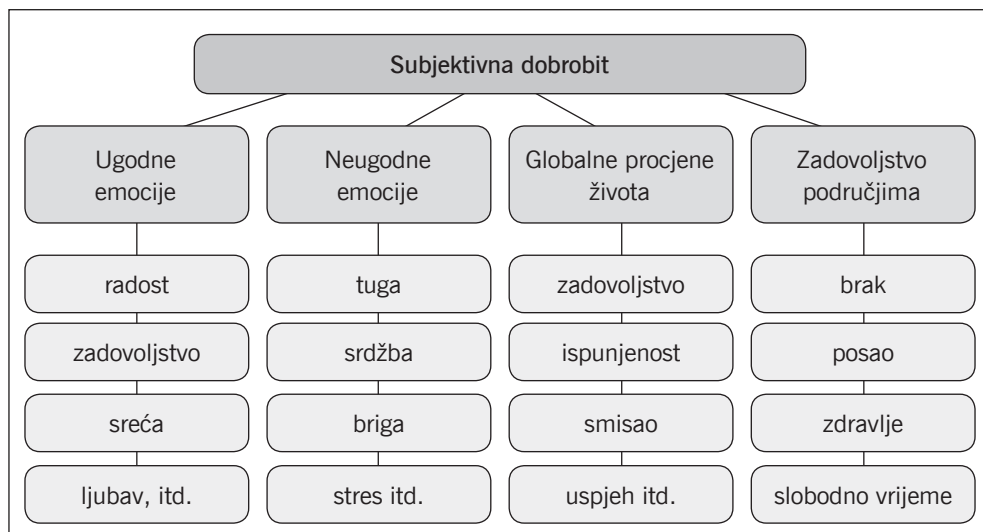 Subjektivna dobrobit
Ugodne
emocije
Neugodne
emocije
Globalne procjene
života
Zadovoljstvo
područjima
radost
tuga
zadovoljstvo
brak
zadovoljstvo
srdžba
ispunjenost
posao
sreća
briga
smisao
zdravlje
ljubav, itd.
stres itd.
uspjeh itd.
slobodno vrijeme